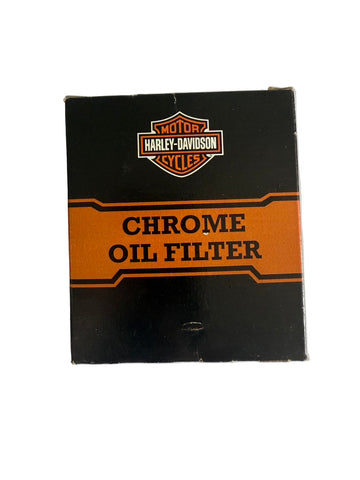 MOTOR
HARLEY-DAVIDSON
CYCLES
CHROME
OIL FILTER